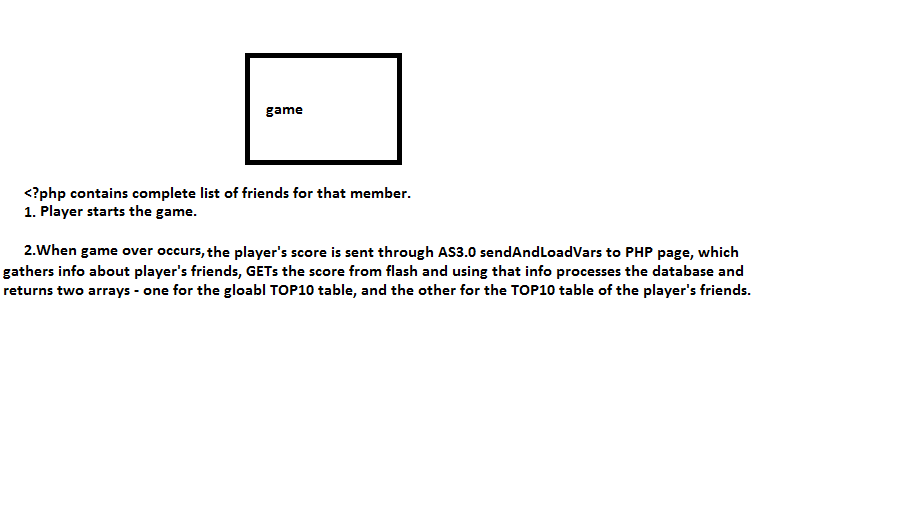 game
<?php contains complete list of friends for that member.
1. Player starts the game.
2.When game over occurs, the player's score is sent through AS3.0 sendAndLoadVars to PHP page, which
gathers info about player's friends, GETs the score from flash and using that info processes the database and
returns two arrays - one for the gloabl TOP10 table, and the other for the TOP10 table of the player's friends.